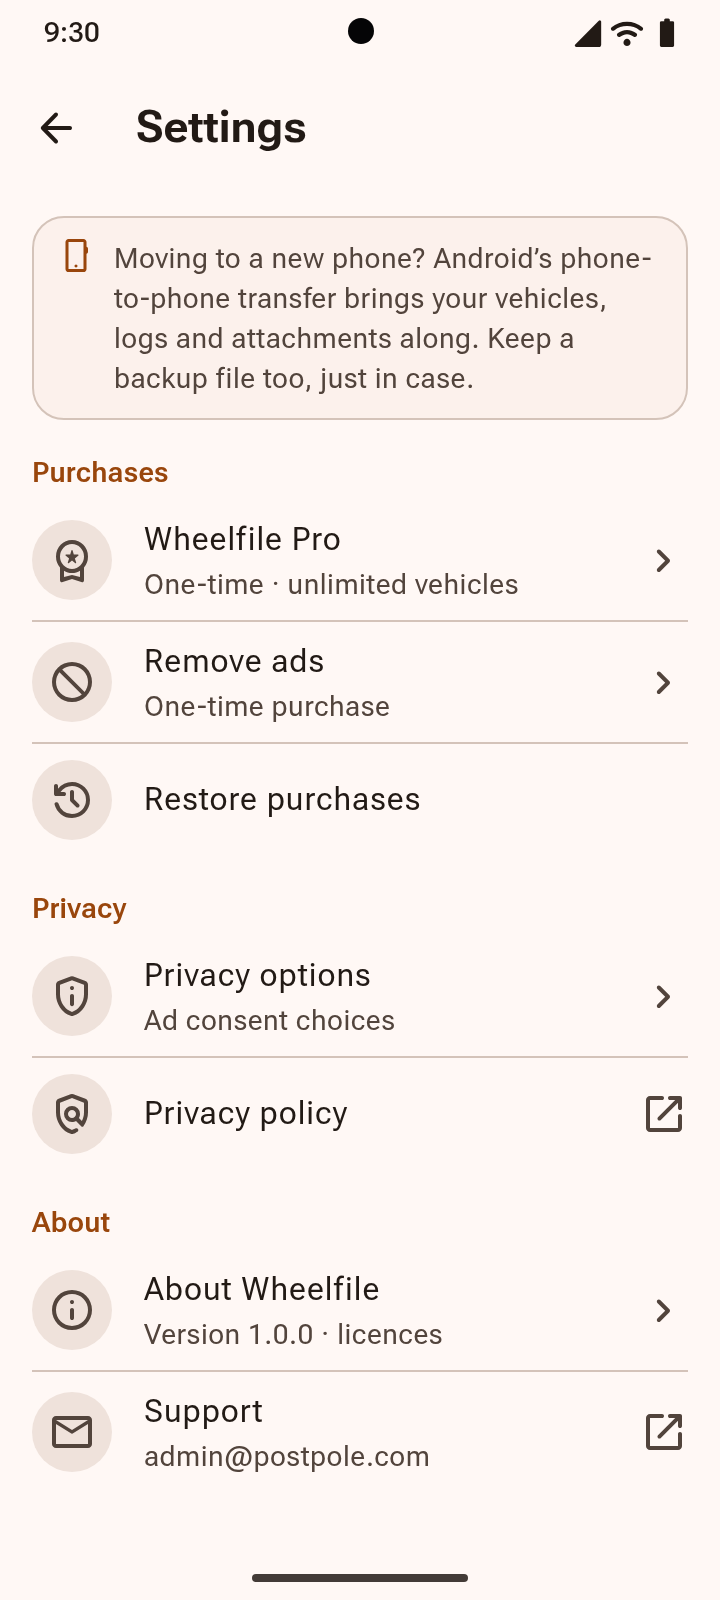 9:30
Settings
Moving to a new phone? Android’s phone-
to-phone transfer brings your vehicles,
logs and attachments along. Keep a
backup file too, just in case.
Purchases
Wheelfile Pro
One-time · unlimited vehicles
Remove ads
One-time purchase
Restore purchases
Privacy
Privacy options
Ad consent choices
Privacy policy
About
About Wheelfile
Version 1.0.0 · licences
Support
admin@postpole.com